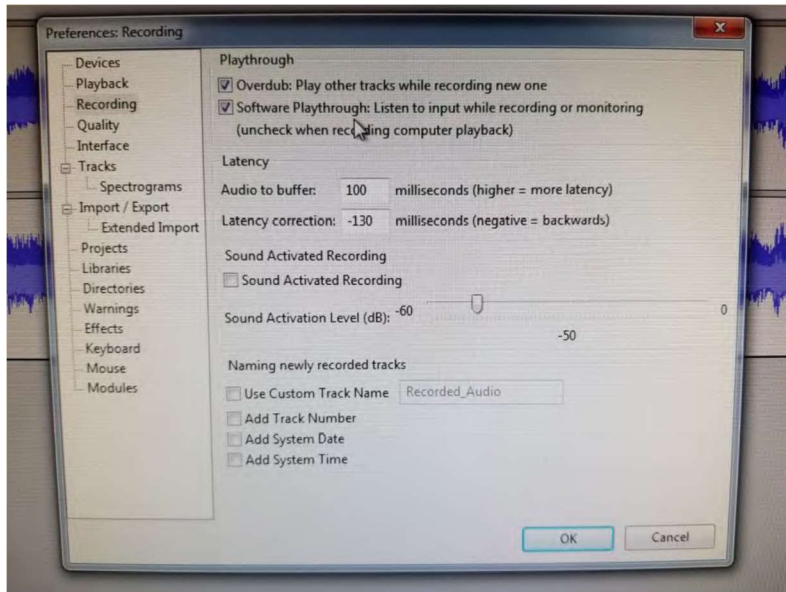 Preferences: Recording
X
Devices
Playback
Recording
Quality
Interface
Tracks
Spectrograms
Import / Export
Extended Import
Projects
Libraries
Directories
Warnings
Effects
Keyboard
Mouse
Modules
Playthrough
Overdub: Play other tracks while recording new one
Software Playthrough: Listen to input while recording or monitoring
(uncheck when recording computer playback)
Latency
Audio to buffer: 100 milliseconds (higher = more latency)
Latency correction: -130 milliseconds (negative = backwards)
Sound Activated Recording
Sound Activated Recording
Sound Activation Level (dB): -60 0
-50
Naming newly recorded tracks
Use Custom Track Name Recorded_Audio
Add Track Number
Add System Date
Add System Time
OK Cancel